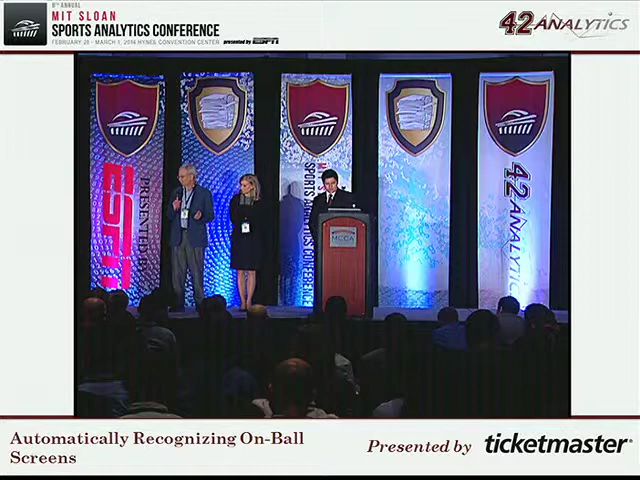 8TH ANNUAL
MIT SLOAN
SPORTS ANALYTICS CONFERENCE
FEBRUARY 28 - MARCH 1, 2014 HYNES CONVENTION CENTER presented by ESPN
42 ANALYTICS
PRESENTED
ESPN
SPORTS ANALYTICS CONFERENCE
MCCA
42 ANALYTICS
Automatically Recognizing On-Ball
Screens
Presented by ticketmaster